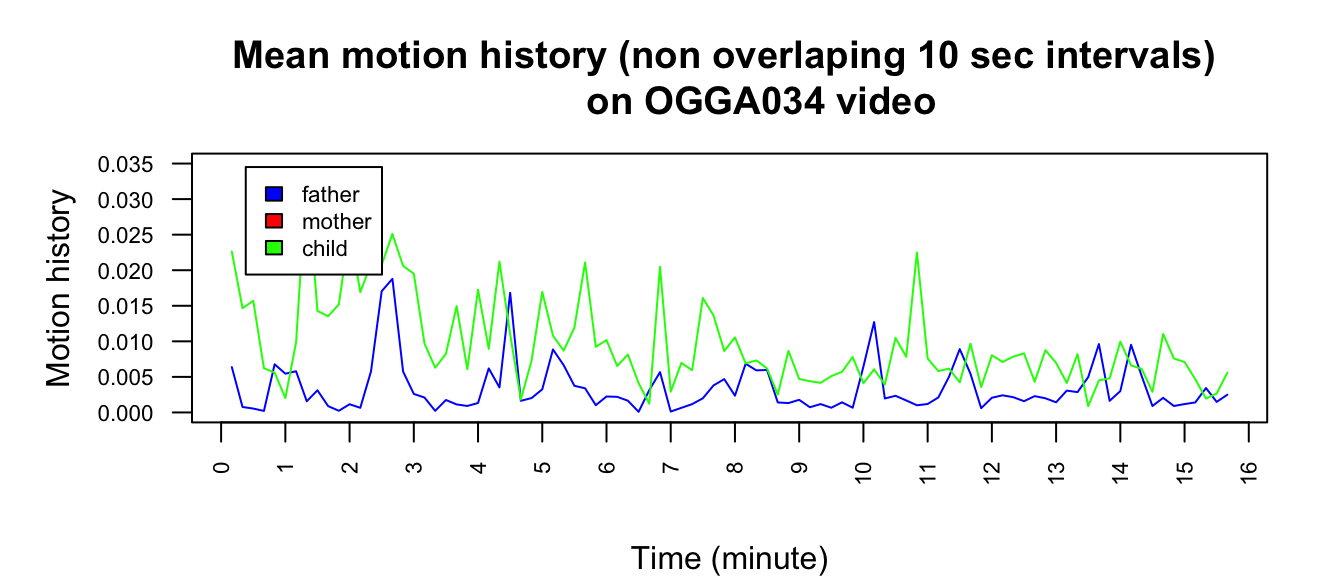 Mean motion history (non overlaping 10 sec intervals)
on OGGA034 video
Motion history
0.035
0.030
0.025
0.020
0.015
0.010
0.005
0.000
father
mother
child
0 1 2 3 4 5 6 7 8 9 10 11 12 13 14 15 16
Time (minute)